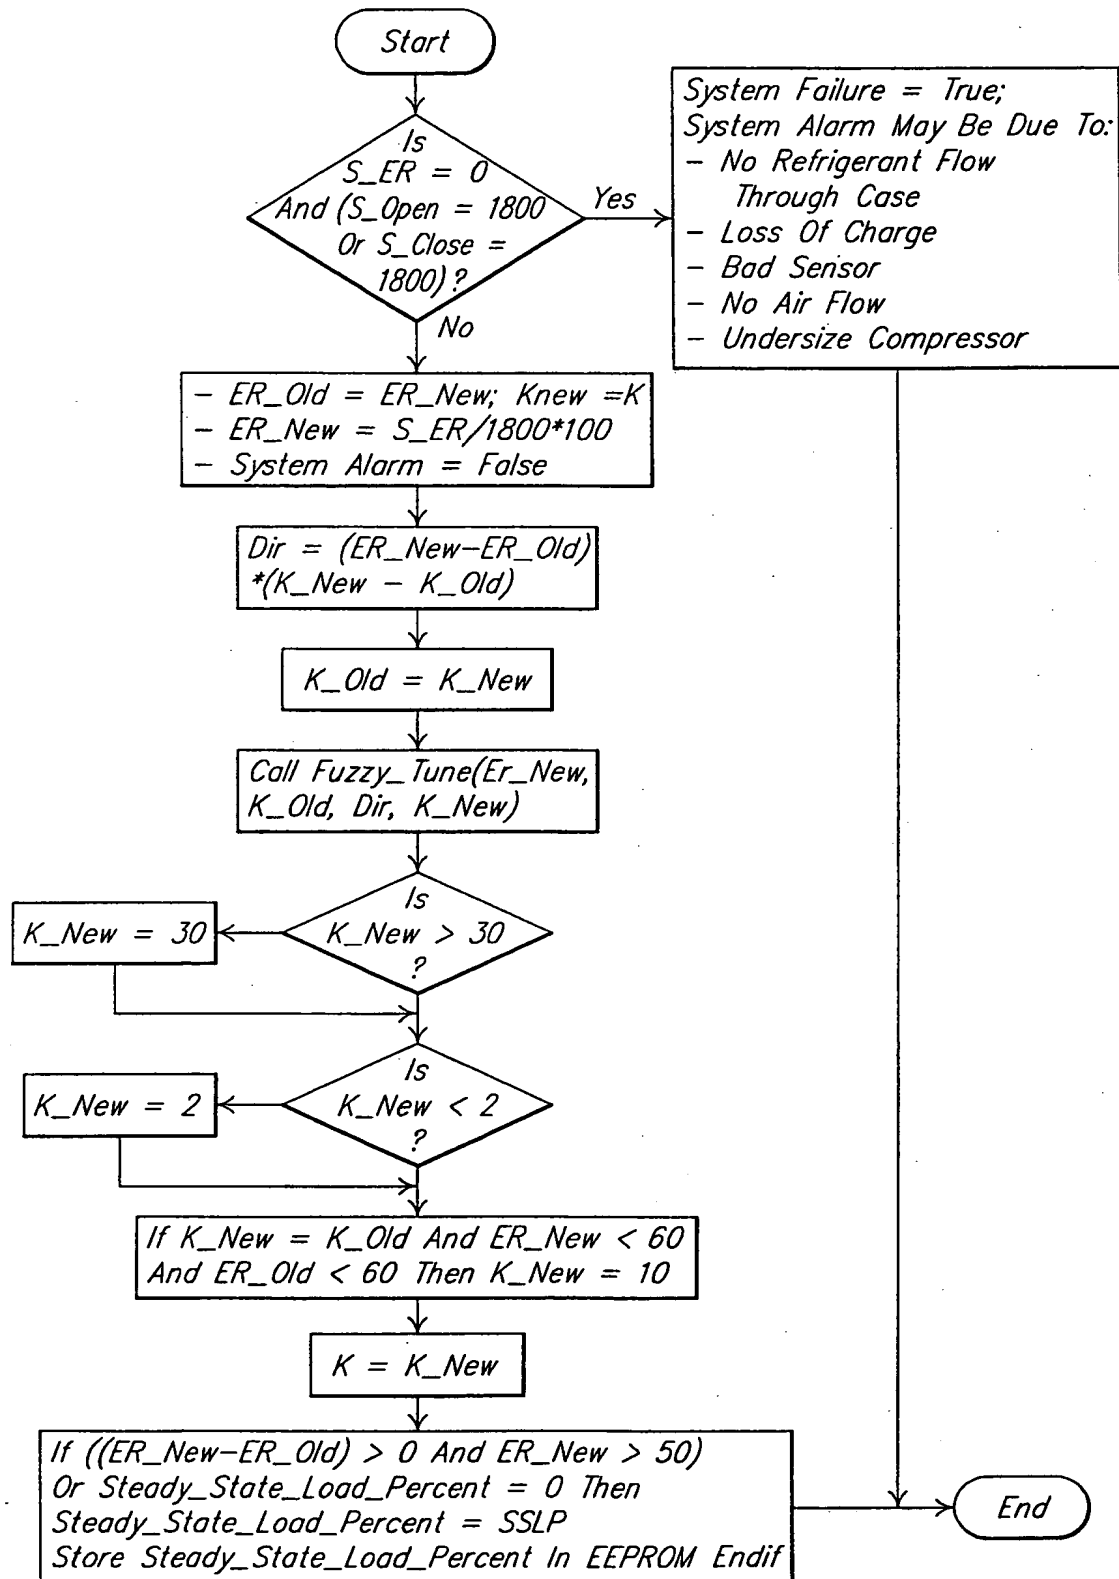 Start
Is
S_ER = 0
And (S_Open = 1800
Or S_Close =
1800) ?
Yes
System Failure = True;
System Alarm May Be Due To:
- No Refrigerant Flow
Through Case
- Loss Of Charge
- Bad Sensor
- No Air Flow
- Undersize Compressor
No
- ER_Old = ER_New; Knew =K
- ER_New = S_ER/1800*100
- System Alarm = False
Dir = (ER_New-ER_Old)
*(K_New - K_Old)
K_Old = K_New
Call Fuzzy_Tune(Er_New,
K_Old, Dir, K_New)
Is
K_New > 30
?
K_New = 30
Is
K_New < 2
?
K_New = 2
If K_New = K_Old And ER_New < 60
And ER_Old < 60 Then K_New = 10
K = K_New
If ((ER_New-ER_Old) > 0 And ER_New > 50)
Or Steady_State_Load_Percent = 0 Then
Steady_State_Load_Percent = SSLP
Store Steady_State_Load_Percent In EEPROM Endif
End